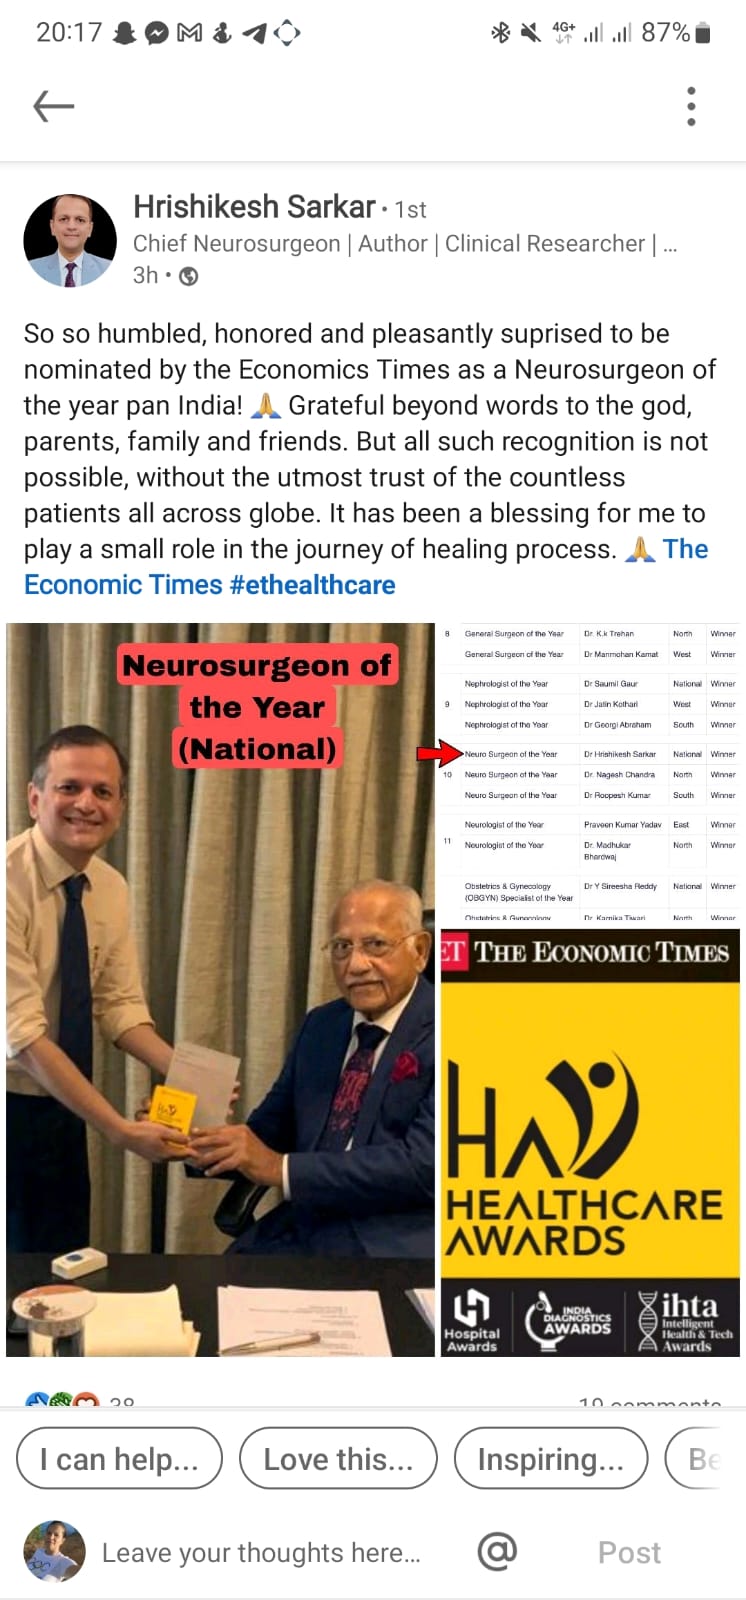 20:17
4G+
87%
Hrishikesh Sarkar • 1st
Chief Neurosurgeon | Author | Clinical Researcher | ...
3h •
So so humbled, honored and pleasantly suprised to be
nominated by the Economics Times as a Neurosurgeon of
the year pan India! 🙏 Grateful beyond words to the god,
parents, family and friends. But all such recognition is not
possible, without the utmost trust of the countless
patients all across globe. It has been a blessing for me to
play a small role in the journey of healing process. 🙏 The
Economic Times #ethealthcare
Neurosurgeon of
the Year
(National)
8 General Surgeon of the Year Dr. K.k Trehan North Winner
General Surgeon of the Year Dr Manmohan Kamat West Winner
Nephrologist of the Year Dr Saumil Gaur National Winner
9 Nephrologist of the Year Dr Jatin Kothari West Winner
Nephrologist of the Year Dr Georgi Abraham South Winner
Neuro Surgeon of the Year Dr Hrishikesh Sarkar National Winner
10 Neuro Surgeon of the Year Dr. Nagesh Chandra North Winner
Neuro Surgeon of the Year Dr Roopesh Kumar South Winner
Neurologist of the Year Praveen Kumar Yadav East Winner
11 Neurologist of the Year Dr. Madhukar North Winner
Bhardwaj
Obstetrics & Gynecology Dr Y Sireesha Reddy National Winner
(OBGYN) Specialist of the Year
Obstetrics & Gynecology Dr Kamika Tiwari North Winner
ET THE ECONOMIC TIMES
HA
HEALTHCARE
AWARDS
Hospital
Awards
INDIA
DIAGNOSTICS
AWARDS
ihta
Intelligent
Health & Tech
Awards
38
19 comments
I can help...
Love this...
Inspiring...
Be
Leave your thoughts here...
@
Post